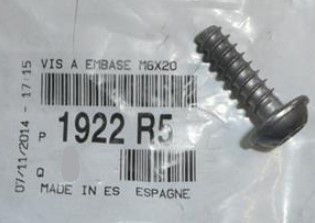 VIS A EMBASE M6X20
07/11/2014 - 17:15
P 1922 R5
Q
MADE IN ES ESPAGNE